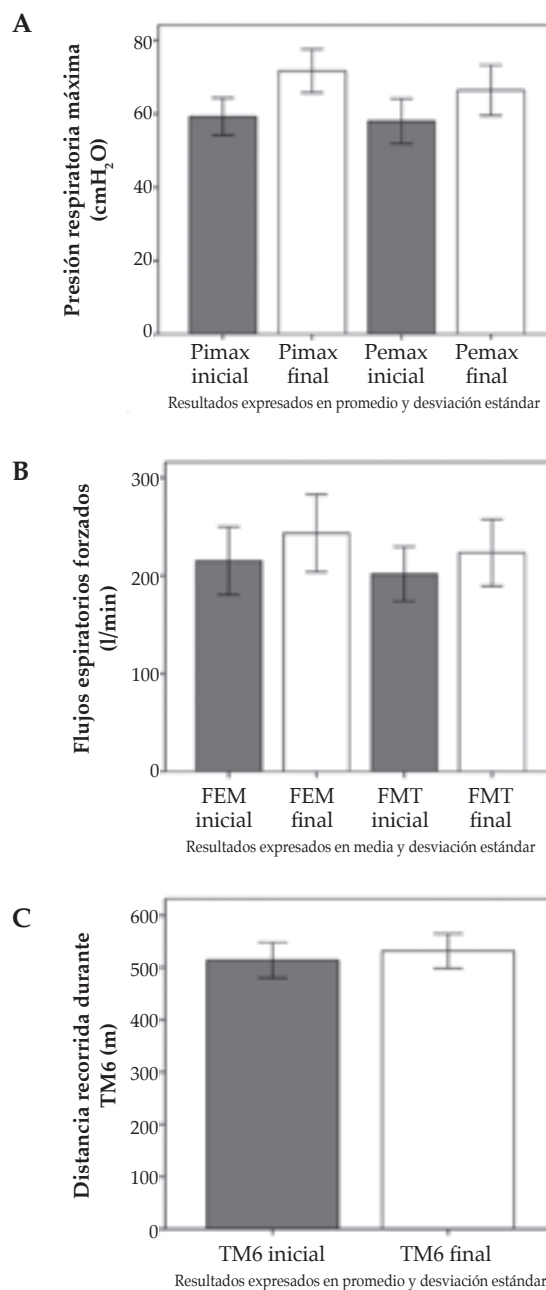 A
Presión respiratoria máxima
(cmH₂O)
80
60
40
20
0
Pimax
inicial
Pimax
final
Pemax
inicial
Pemax
final
Resultados expresados en promedio y desviación estándar
B
Flujos espiratorios forzados
(l/min)
300
200
100
0
FEM
inicial
FEM
final
FMT
inicial
FMT
final
Resultados expresados en media y desviación estándar
C
Distancia recorrida durante
TM6 (m)
600
500
400
300
200
100
0
TM6 inicial
TM6 final
Resultados expresados en promedio y desviación estándar